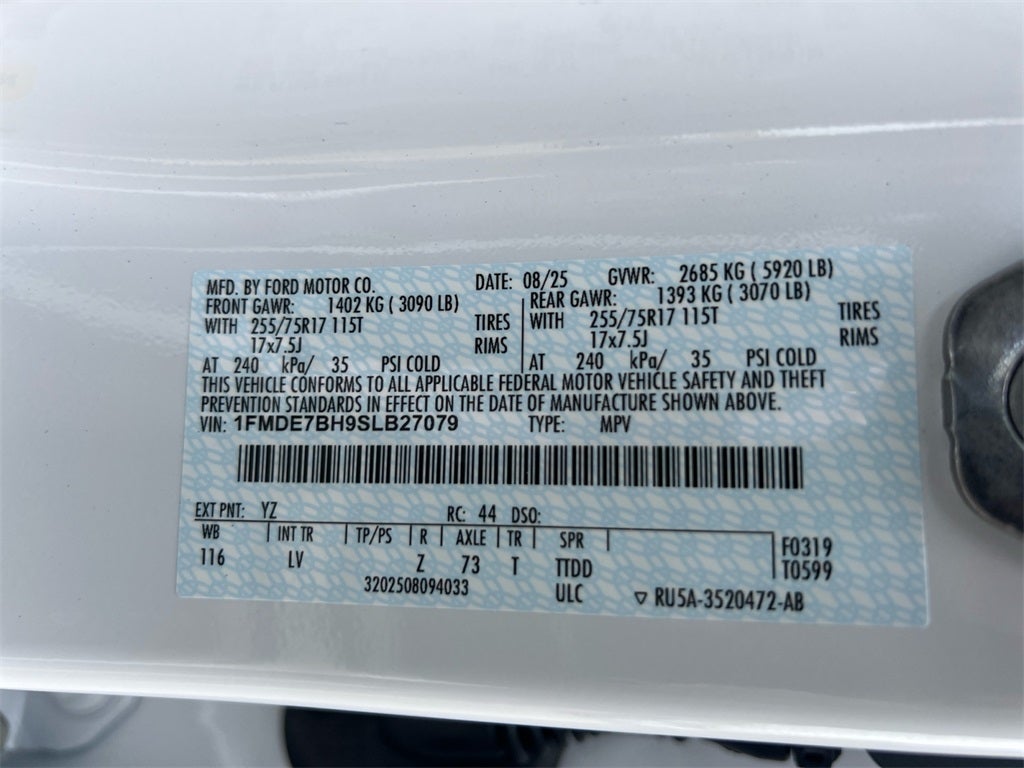 MFD. BY FORD MOTOR CO. DATE: 08/25 GVWR: 2685 KG ( 5920 LB)
FRONT GAWR: 1402 KG ( 3090 LB) REAR GAWR: 1393 KG ( 3070 LB)
WITH 255/75R17 115T TIRES WITH 255/75R17 115T TIRES
17x7.5J RIMS 17x7.5J RIMS
AT 240 kPa/ 35 PSI COLD AT 240 kPa/ 35 PSI COLD
THIS VEHICLE CONFORMS TO ALL APPLICABLE FEDERAL MOTOR VEHICLE SAFETY AND THEFT
PREVENTION STANDARDS IN EFFECT ON THE DATE OF MANUFACTURE SHOWN ABOVE.
VIN: 1FMDE7BH9SLB27079 TYPE: MPV
EXT PNT: YZ RC: 44 DSO:
WB INT TR TP/PS R AXLE TR SPR F0319
116 LV Z 73 T TTDD T0599
3202508094033 ULC ▽ RU5A-3520472-AB